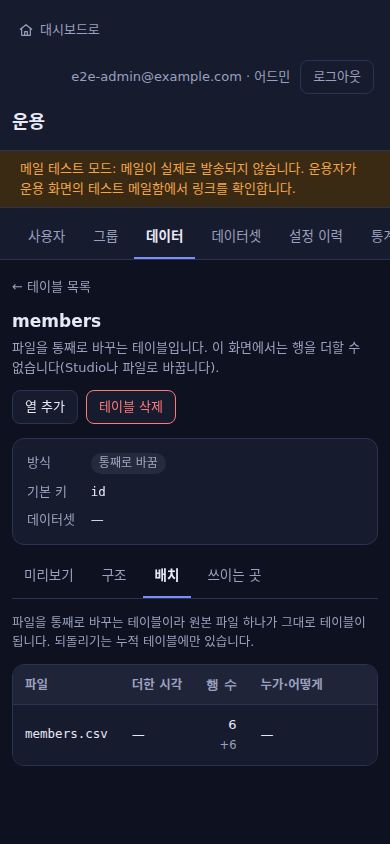 대시보드로
e2e-admin@example.com · 어드민
로그아웃
운용
메일 테스트 모드: 메일이 실제로 발송되지 않습니다. 운용자가
운용 화면의 테스트 메일함에서 링크를 확인합니다.
사용자 그룹 데이터 데이터셋 설정 이력 통계
← 테이블 목록
members
파일을 통째로 바꾸는 테이블입니다. 이 화면에서는 행을 더할 수
없습니다(Studio나 파일로 바꿉니다).
열 추가 테이블 삭제
방식 통째로 바꿈
기본 키 id
데이터셋 —
미리보기 구조 배치 쓰이는 곳
파일을 통째로 바꾸는 테이블이라 원본 파일 하나가 그대로 테이블이
됩니다. 되돌리기는 누적 테이블에만 있습니다.
파일 더한 시각 행 수 누가·어떻게
members.csv — 6 —
+6